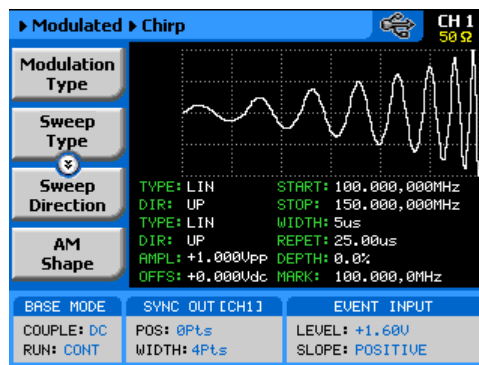 ▸ Modulated ▸ Chirp
CH 1
50 Ω
Modulation
Type
Sweep
Type
Sweep
Direction
AM
Shape
TYPE: LIN START: 100.000,000MHz
DIR: UP STOP: 150.000,000MHz
TYPE: LIN WIDTH: 5us
DIR: UP REPET: 25.00us
AMPL: +1.000Vpp DEPTH: 0.0%
OFFS: +0.000Vdc MARK: 100.000,0MHz
BASE MODE SYNC OUT [CH1] EVENT INPUT
COUPLE: DC POS: 0Pts LEVEL: +1.60V
RUN: CONT WIDTH: 4Pts SLOPE: POSITIVE